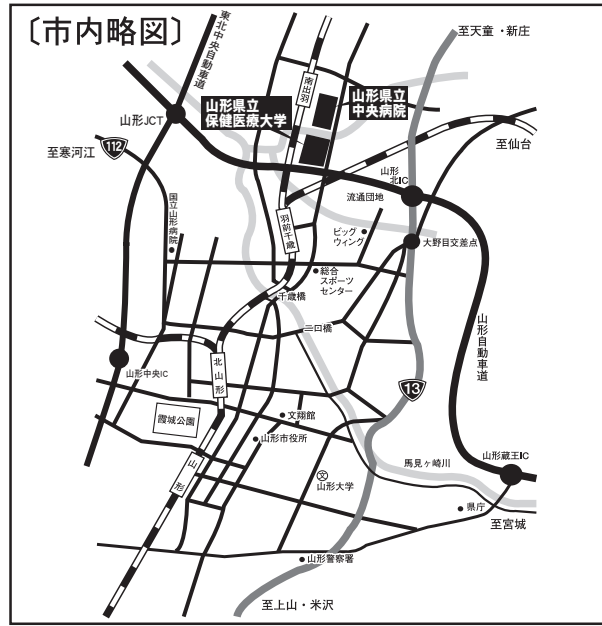 〔市内略図〕
東北中央自動車道
至天童・新庄
南出羽
山形県立
保健医療大学
山形県立
中央病院
山形JCT
112
至寒河江
至仙台
山形
北IC
流通団地
国立山形病院
羽前千歳
ビッグ
ウィング
大野目交差点
総合
スポーツ
センター
千歳橋
二口橋
山形自動車道
山形中央IC
北山形
13
霞城公園
文翔館
山形市役所
馬見ヶ崎川
山形蔵王IC
山形
文
山形大学
県庁
至宮城
山形警察署
至上山・米沢